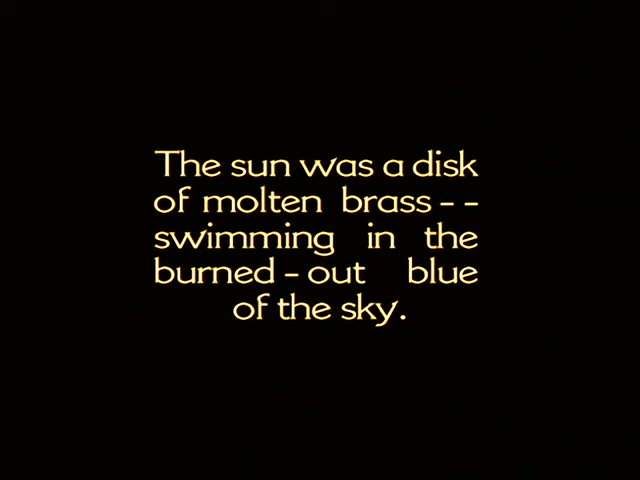 The sun was a disk
of molten brass - -
swimming in the
burned - out blue
of the sky.